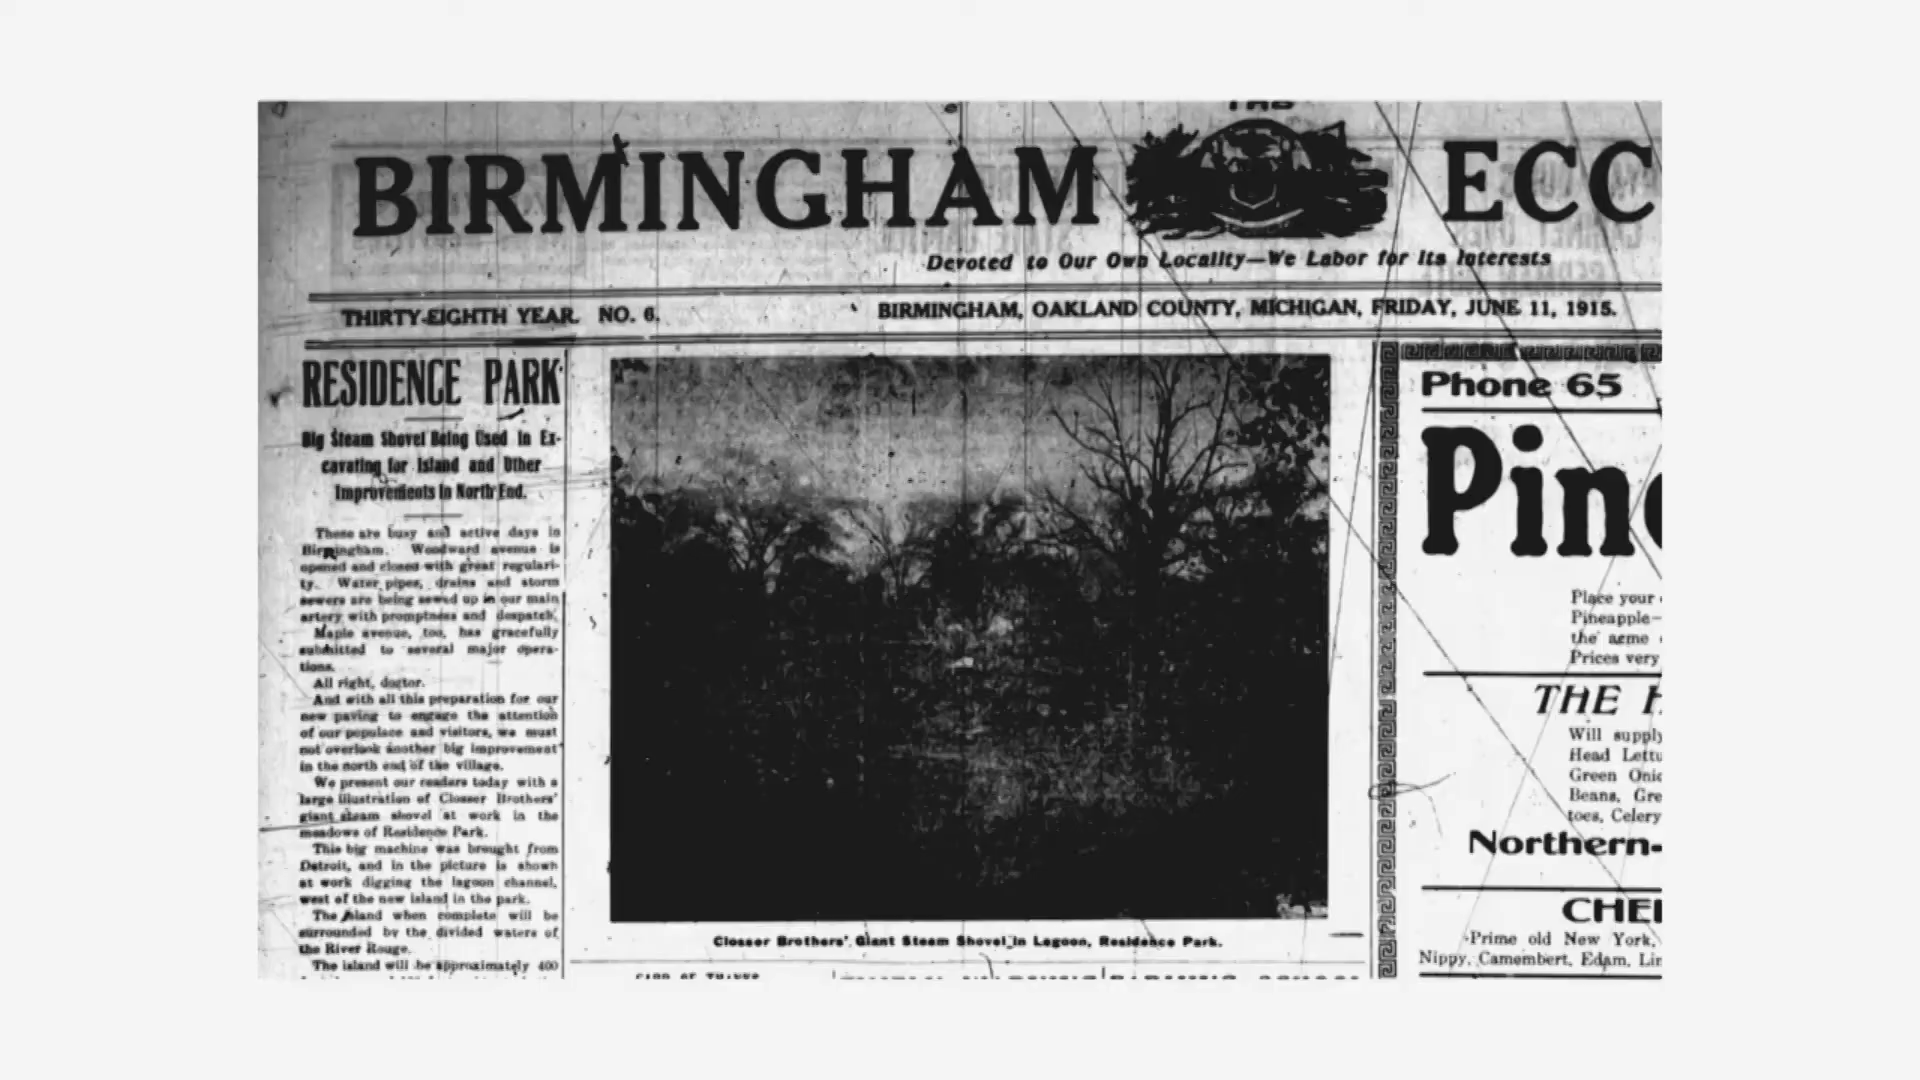 THE
BIRMINGHAM ECC
Devoted to Our Own Locality—We Labor for Its Interests
THIRTY-EIGHTH YEAR. NO. 6.
BIRMINGHAM, OAKLAND COUNTY, MICHIGAN, FRIDAY, JUNE 11, 1915.
RESIDENCE PARK
Big Steam Shovel Being Used in Ex-
cavating for Island and Other
Improvements in North End.
These are busy and active days in
Birmingham. Woodward avenue is
opened and closed with great regulari-
ty. Water pipes, drains and storm
sewers are being sewed up in our main
artery with promptness and despatch.
Maple avenue, too, has gracefully
submitted to several major opera-
tions.
All right, doctor.
And with all this preparation for our
new paving to engage the attention
of our populace and visitors, we must
not overlook another big improvement
in the north end of the village.
We present our readers today with a
large illustration of Closser Brothers'
giant steam shovel at work in the
meadows of Residence Park.
This big machine was brought from
Detroit, and in the picture is shown
at work digging the lagoon channel,
west of the new island in the park.
The island when complete will be
surrounded by the divided waters of
the River Rouge.
The island will be approximately 400
Closser Brothers' Giant Steam Shovel in Lagoon, Residence Park.
CARD OF THANKS
Phone 65
Pin
Place your
Pineapple—
the acme
Prices very
THE
Will supply
Head Lettu
Green Onio
Beans, Gre
toes, Celery
Northern-
CHE
Prime old New York,
Nippy, Camembert, Edam, Lim